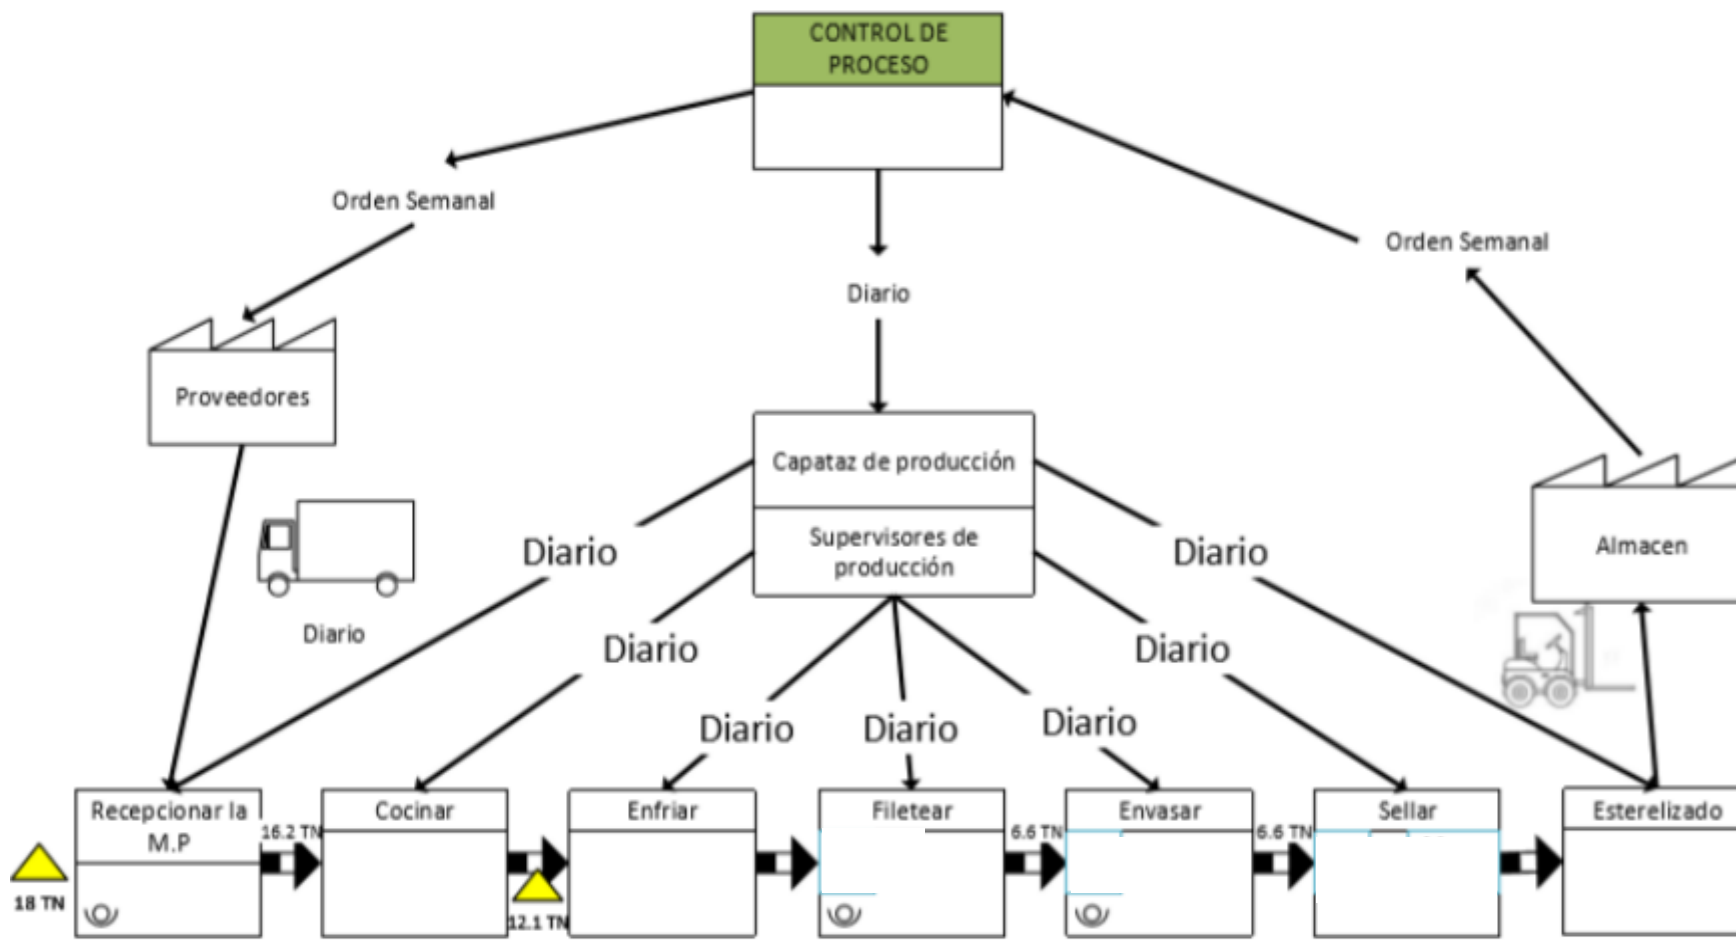 CONTROL DE
PROCESO
Orden Semanal
Orden Semanal
Diario
Proveedores
Capataz de producción
Supervisores de
producción
Almacen
Diario
Diario
Diario
Diario
Diario
Diario
Diario
Diario
Recepcionar la
M.P
Cocinar
Enfriar
Filetear
Envasar
Sellar
Esterelizado
16.2 TN
6.6 TN
6.6 TN
18 TN
12.1 TN